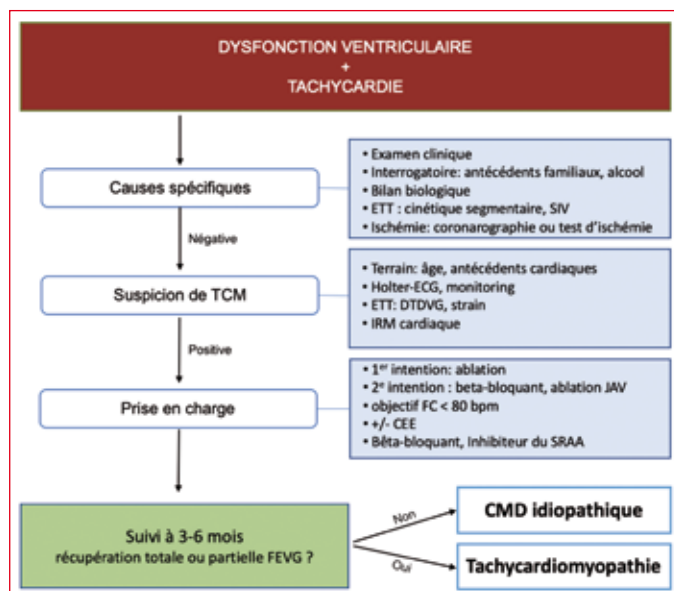 DYSFONCTION VENTRICULAIRE
+
TACHYCARDIE
Causes spécifiques
• Examen clinique
• Interrogatoire: antécédents familiaux, alcool
• Bilan biologique
• ETT : cinétique segmentaire, SIV
• Ischémie: coronarographie ou test d'ischémie
Négative
Suspicion de TCM
• Terrain: âge, antécédents cardiaques
• Holter-ECG, monitoring
• ETT: DTDVG, strain
• IRM cardiaque
Positive
Prise en charge
• 1er intention: ablation
• 2e intention : beta-bloquant, ablation JAV
• objectif FC < 80 bpm
• +/- CEE
• Bêta-bloquant, Inhibiteur du SRAA
Suivi à 3-6 mois
récupération totale ou partielle FEVG ?
Non
CMD idiopathique
Oui
Tachycardiomyopathie